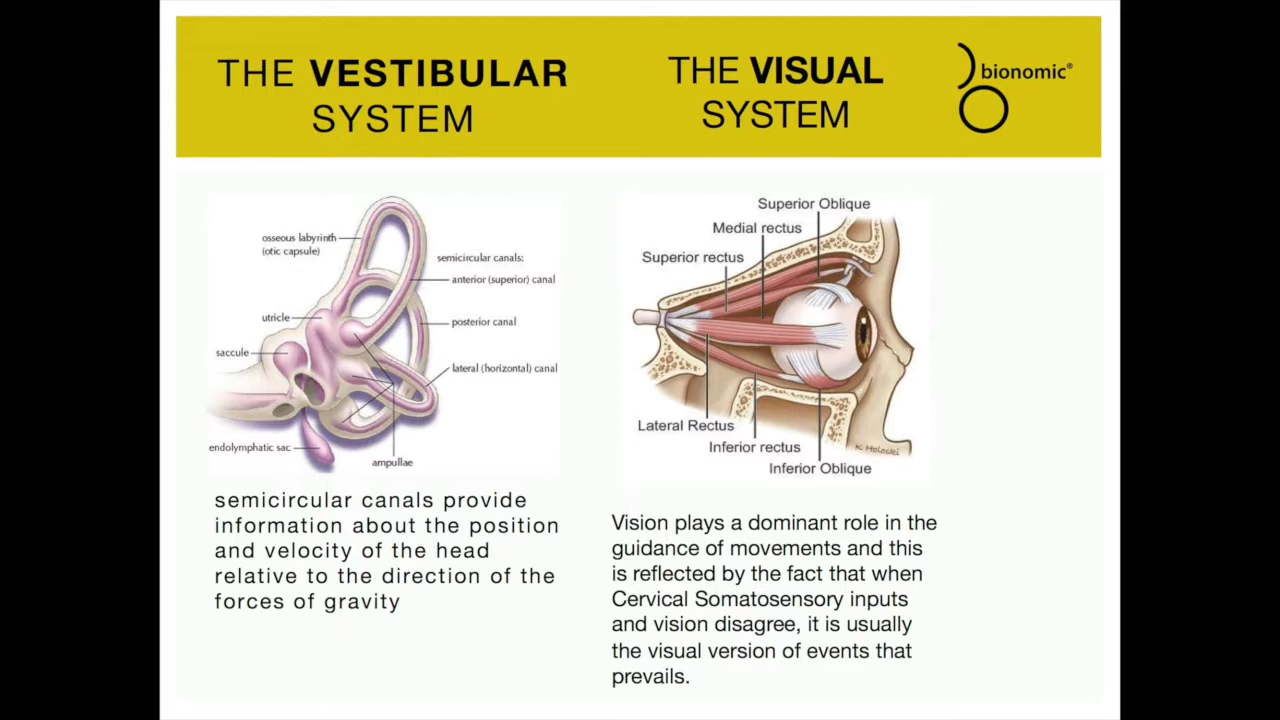 THE VESTIBULAR
SYSTEM
THE VISUAL
SYSTEM
bionomic®
osseous labyrinth
(otic capsule)
semicircular canals:
anterior (superior) canal
utricle
posterior canal
saccule
lateral (horizontal) canal
endolymphatic sac
ampullae
semicircular canals provide
information about the position
and velocity of the head
relative to the direction of the
forces of gravity
Superior Oblique
Medial rectus
Superior rectus
Lateral Rectus
Inferior rectus
K Holoski
Inferior Oblique
Vision plays a dominant role in the
guidance of movements and this
is reflected by the fact that when
Cervical Somatosensory inputs
and vision disagree, it is usually
the visual version of events that
prevails.